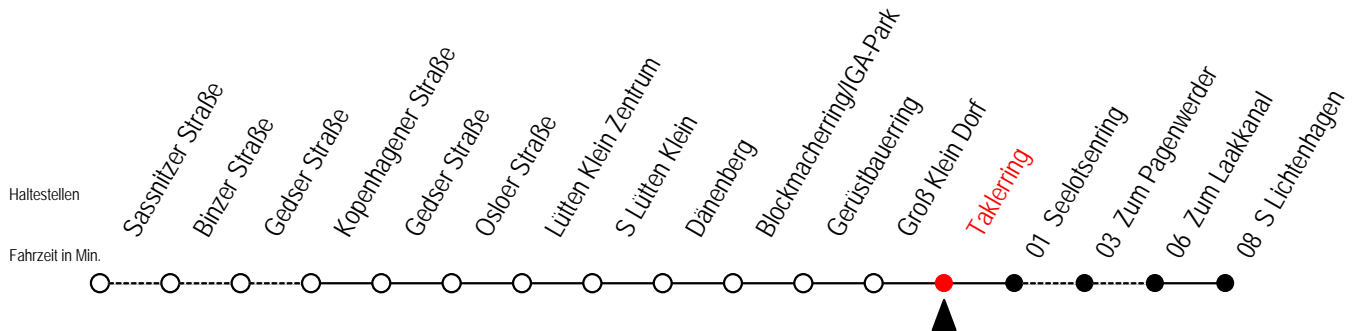 Haltestellen
Sassnitzer Straße
Binzer Straße
Gedser Straße
Kopenhagener Straße
Gedser Straße
Osloer Straße
Lütten Klein Zentrum
S Lütten Klein
Dänenberg
Blockmacherring/IGA-Park
Gerüstbauerring
Groß Klein Dorf
Taklerring
01 Seelotsenring
03 Zum Pagenwerder
06 Zum Laakkanal
08 S Lichtenhagen
Fahrzeit in Min.